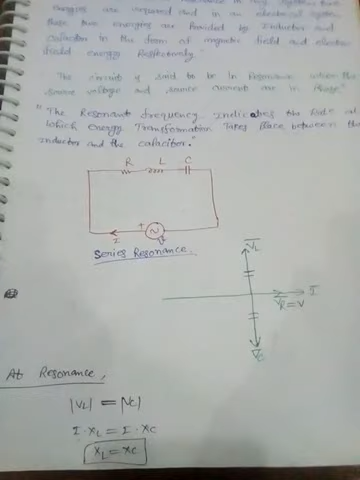 energies are required and in an electrical system
these two energies are Provided by Inductor and
capacitor in the form of magnetic field and electric
field energy Respectively."
The circuit is said to be in Resonance when the
source voltage and source current are in Phase"
"The Resonant frequency Indicates the Rate at
which energy Transformation Takes Place between the
Inductor and the capacitor."
R L C
+ N
I
Series Resonance.
V̅L
I̅
V̅R = V
V̅C
At Resonance,
|VL| = |VC|
I·XL = I·XC
XL = XC